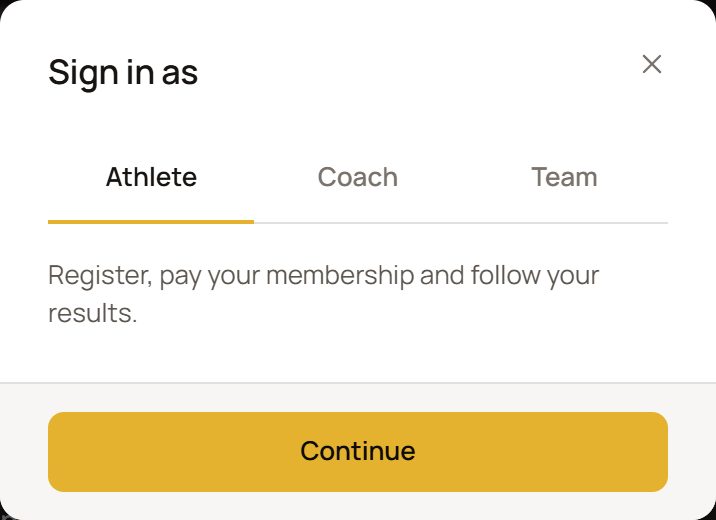 Sign in as
Athlete
Coach
Team
Register, pay your membership and follow your
results.
Continue